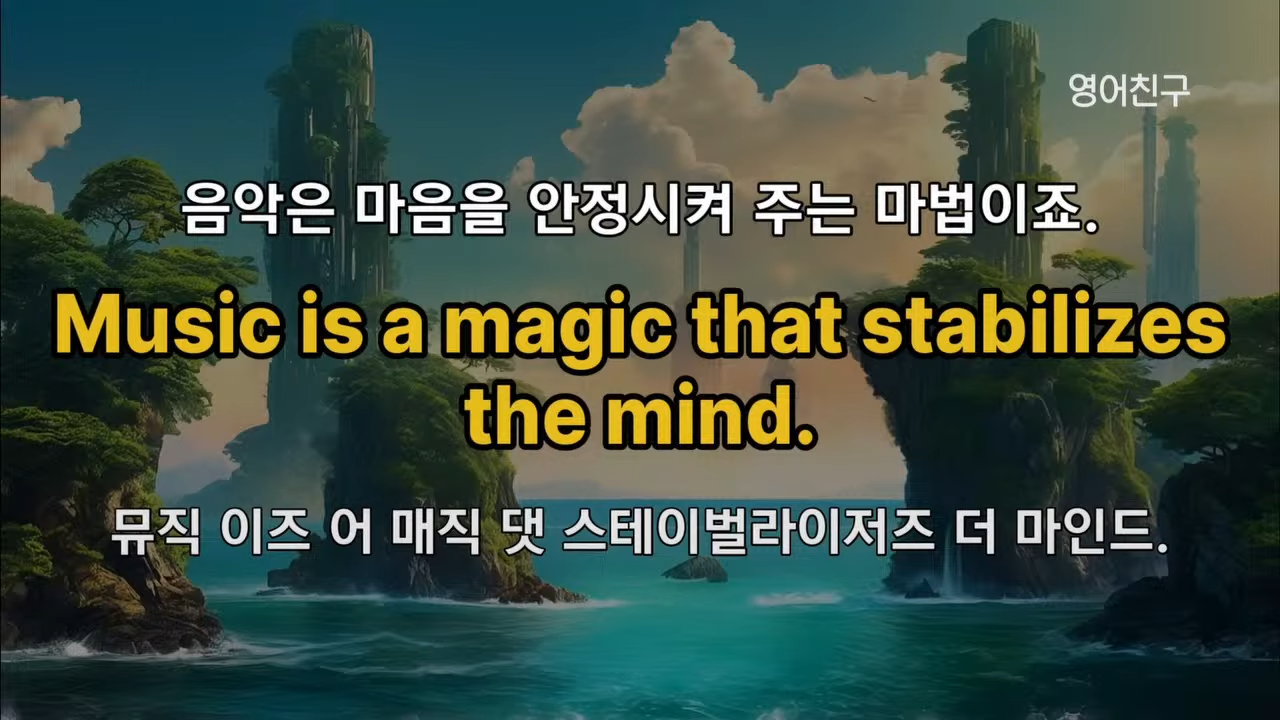 영어친구
음악은 마음을 안정시켜 주는 마법이죠.
Music is a magic that stabilizes
the mind.
뮤직 이즈 어 매직 댓 스테이벌라이저즈 더 마인드.